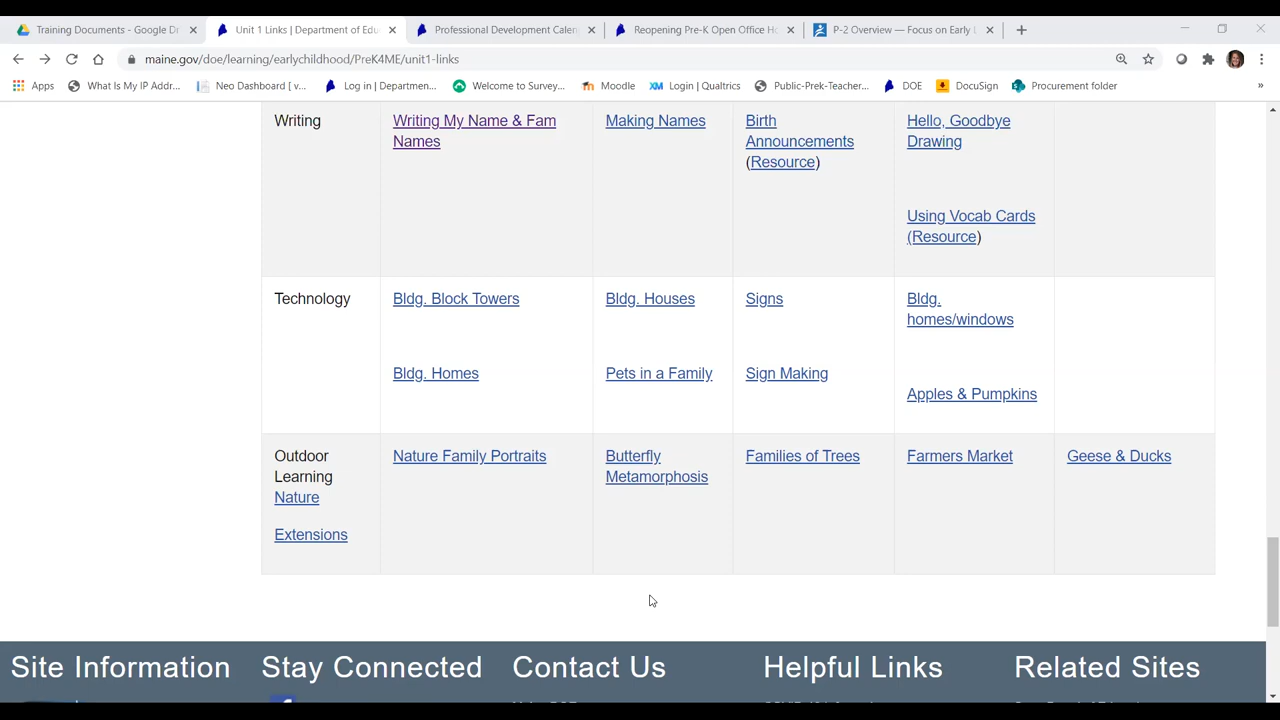 Training Documents - Google Dr
Unit 1 Links | Department of Edu
Professional Development Calen
Reopening Pre-K Open Office Ho
P-2 Overview — Focus on Early L
maine.gov/doe/learning/earlychildhood/PreK4ME/unit1-links
Apps
What Is My IP Addr...
Neo Dashboard [ v...
Log in | Departmen...
Welcome to Survey...
Moodle
Login | Qualtrics
Public-Prek-Teacher...
DOE
DocuSign
Procurement folder
»
Writing
Writing My Name & Fam
Names
Making Names
Birth
Announcements
(Resource)
Hello, Goodbye
Drawing
Using Vocab Cards
(Resource)
Technology
Bldg. Block Towers
Bldg. Houses
Signs
Bldg.
homes/windows
Bldg. Homes
Pets in a Family
Sign Making
Apples & Pumpkins
Outdoor
Learning
Nature
Extensions
Nature Family Portraits
Butterfly
Metamorphosis
Families of Trees
Farmers Market
Geese & Ducks
Site Information
Stay Connected
Contact Us
Helpful Links
Related Sites